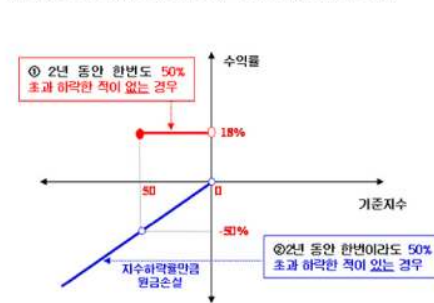 수익률
① 2년 동안 한번도 50%
초과 하락한 적이 없는 경우
18%
50
0
기준지수
-50%
지수하락률만큼
원금손실
②2년 동안 한번이라도 50%
초과 하락한 적이 있는 경우